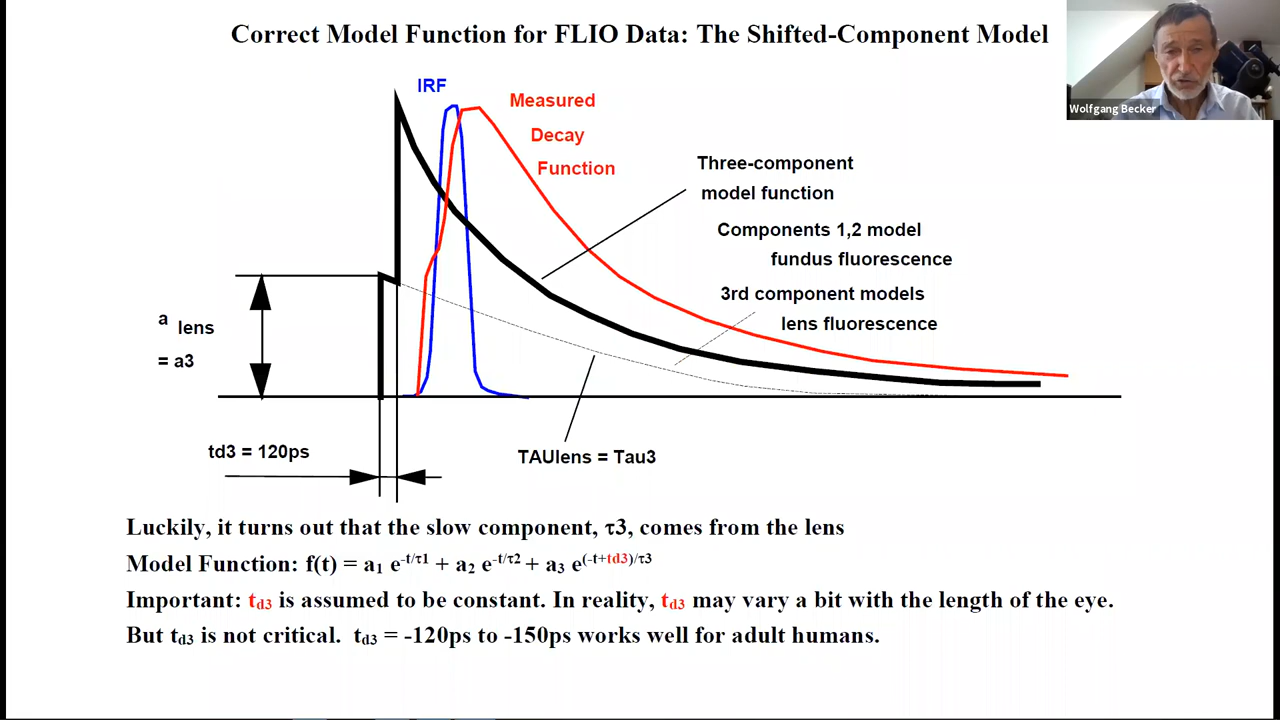 Correct Model Function for FLIO Data: The Shifted-Component Model
Wolfgang Becker
IRF
Measured
Decay
Function
Three-component
model function
Components 1,2 model
fundus fluorescence
3rd component models
lens fluorescence
a lens
= a3
td3 = 120ps
TAUlens = Tau3
Luckily, it turns out that the slow component, τ3, comes from the lens
Model Function: f(t) = a₁ e^-t/τ1 + a₂ e^-t/τ2 + a₃ e^(-t+td3)/τ3
Important: td3 is assumed to be constant. In reality, td3 may vary a bit with the length of the eye.
But td3 is not critical. td3 = -120ps to -150ps works well for adult humans.